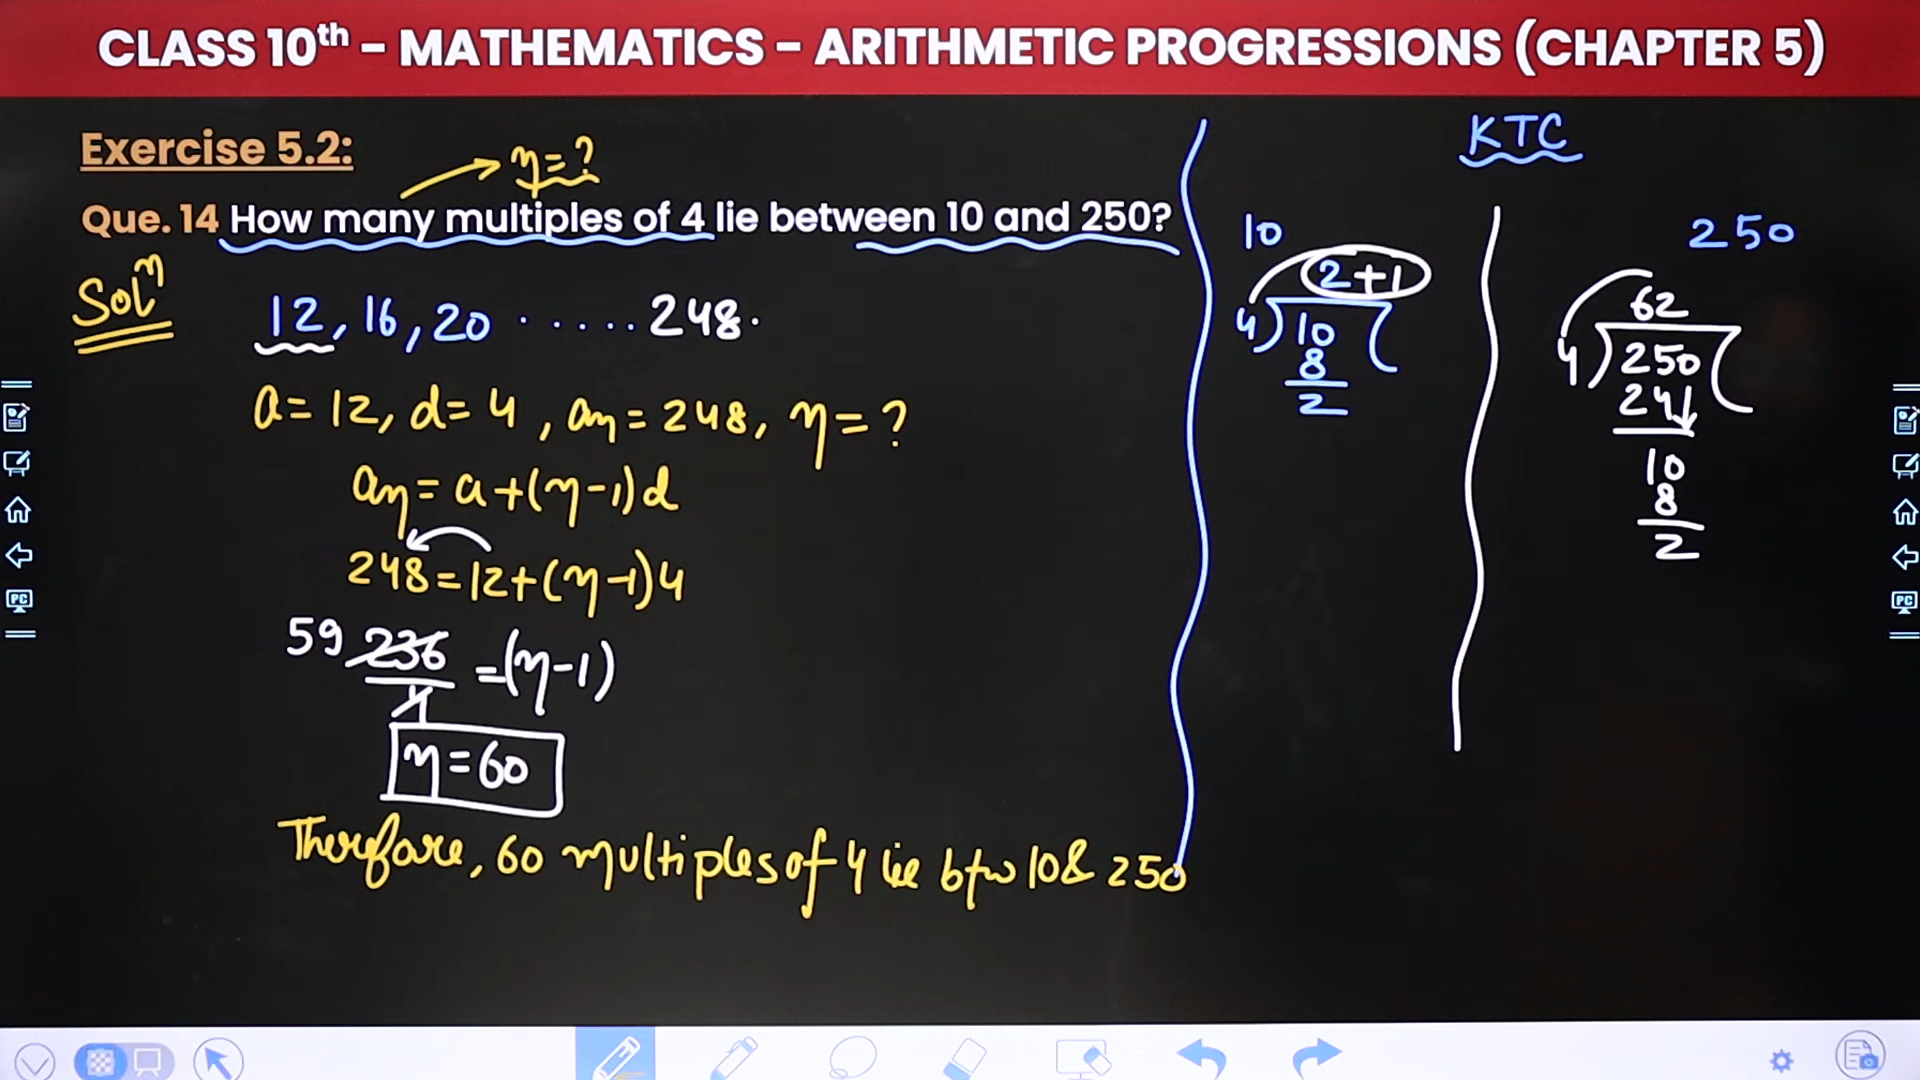 CLASS 10th – MATHEMATICS – ARITHMETIC PROGRESSIONS (CHAPTER 5)
Exercise 5.2:
n=?
Que. 14 How many multiples of 4 lie between 10 and 250?
Solⁿ
12, 16, 20 ...... 248.
a=12, d=4, an=248, n=?
an=a+(n-1)d
248=12+(n-1)4
59 236/4 =(n-1)
n=60
Therefore, 60 multiples of 4 lie btw 10 & 250
KTC
10
2+1
4)10(
8
2
250
62
4)250(
24
10
8
2
PC
PC